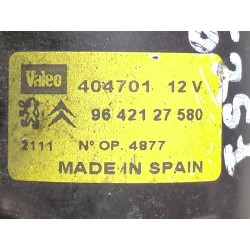 Valeo
404701 12 V
96 421 27 580
2111 Nº OP. 4877
MADE IN SPAIN